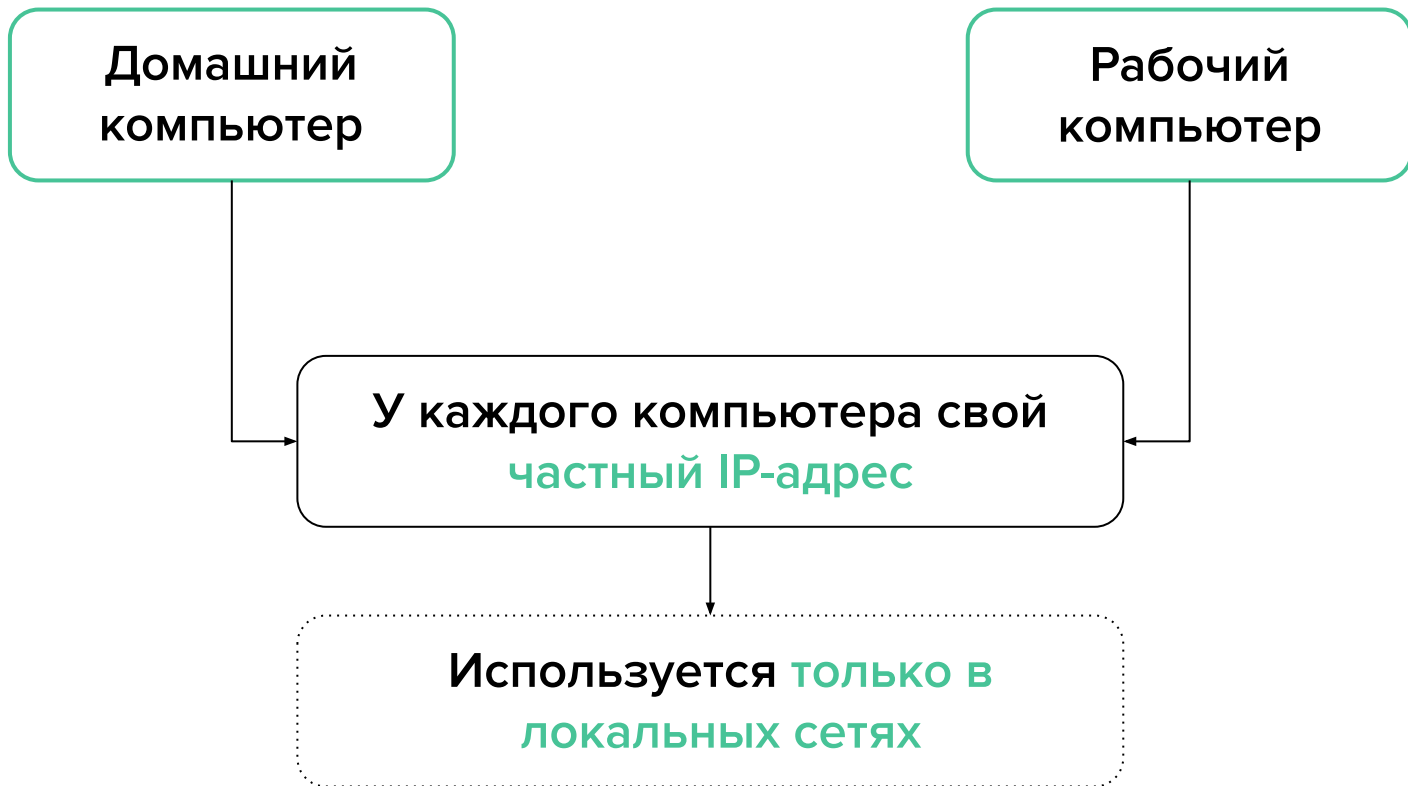 Домашний
компьютер
Рабочий
компьютер
У каждого компьютера свой
частный IP-адрес
Используется только в
локальных сетях